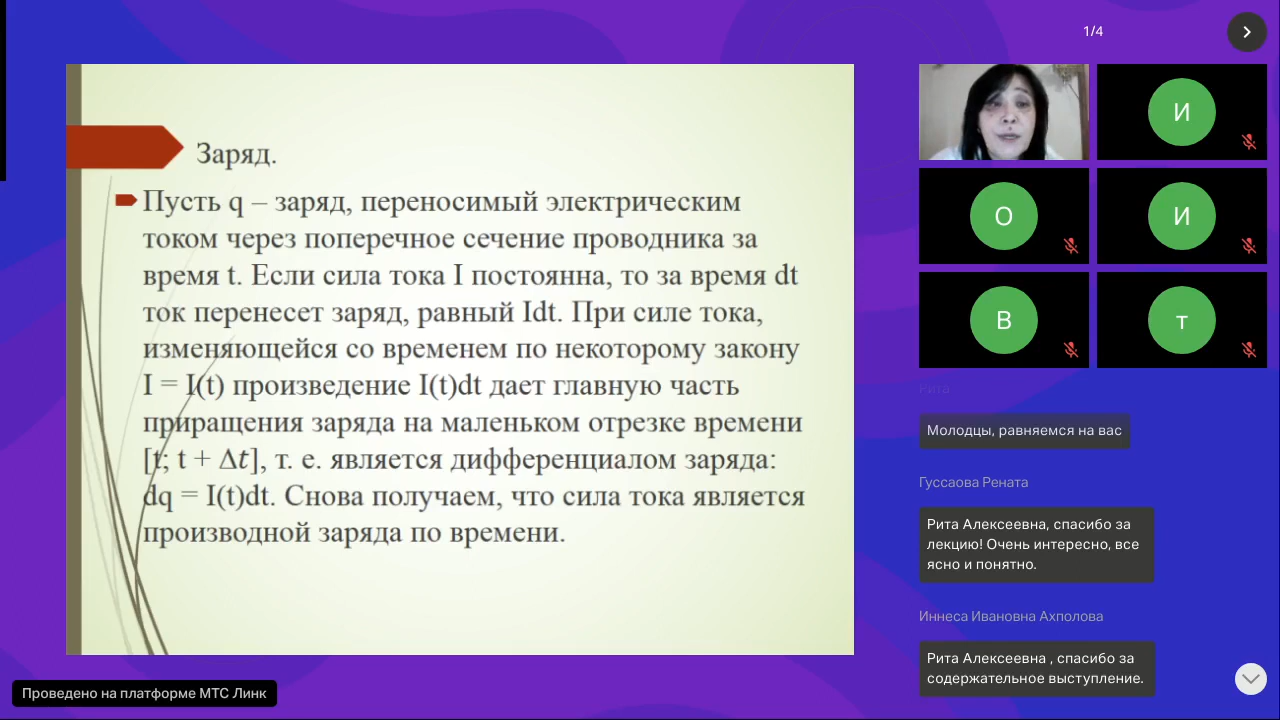 1/4
Заряд.
Пусть q – заряд, переносимый электрическим
током через поперечное сечение проводника за
время t. Если сила тока I постоянна, то за время dt
ток перенесет заряд, равный Idt. При силе тока,
изменяющейся со временем по некоторому закону
I = I(t) произведение I(t)dt дает главную часть
приращения заряда на маленьком отрезке времени
[t; t + Δt], т. е. является дифференциалом заряда:
dq = I(t)dt. Снова получаем, что сила тока является
производной заряда по времени.
И
О
И
В
т
Рита
Молодцы, равняемся на вас
Гуссаова Рената
Рита Алексеевна, спасибо за
лекцию! Очень интересно, все
ясно и понятно.
Иннеса Ивановна Ахполова
Рита Алексеевна , спасибо за
содержательное выступление.
Проведено на платформе МТС Линк